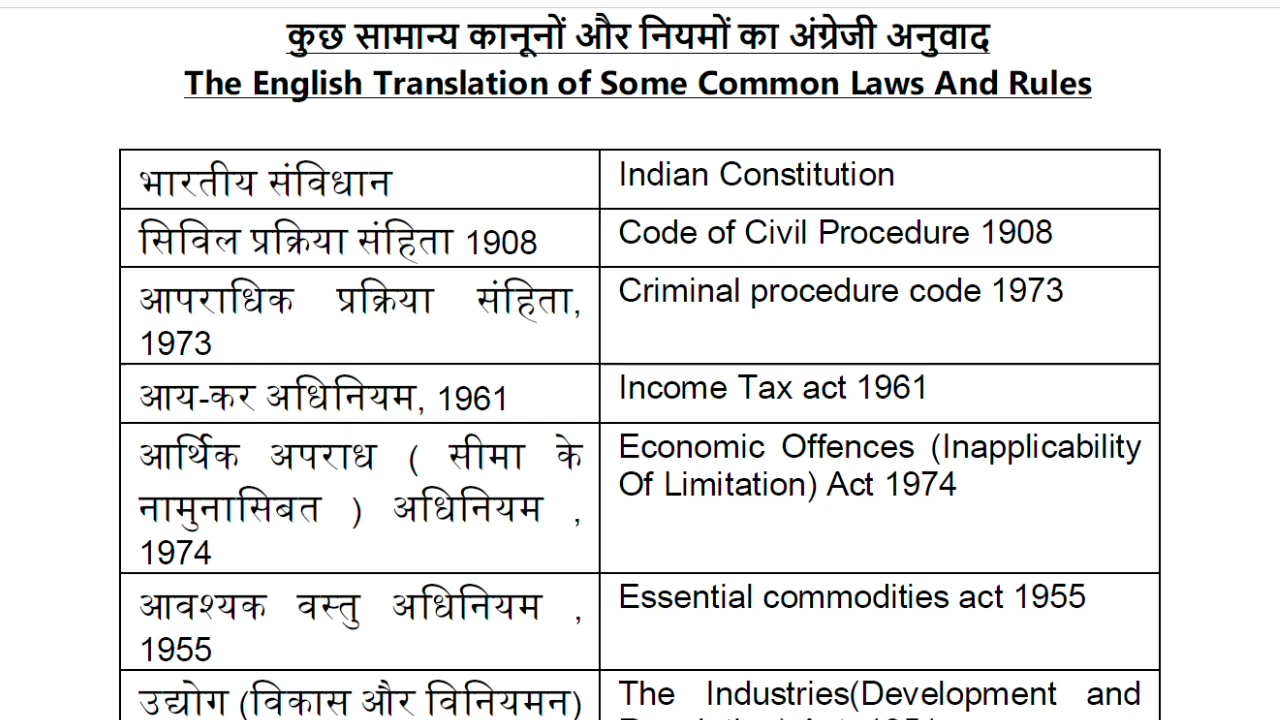 कुछ सामान्य कानूनों और नियमों का अंग्रेजी अनुवाद
The English Translation of Some Common Laws And Rules
भारतीय संविधान
Indian Constitution
सिविल प्रक्रिया संहिता 1908
Code of Civil Procedure 1908
आपराधिक प्रक्रिया संहिता,
1973
Criminal procedure code 1973
आय-कर अधिनियम, 1961
Income Tax act 1961
आर्थिक अपराध ( सीमा के
नामुनासिबत ) अधिनियम ,
1974
Economic Offences (Inapplicability
Of Limitation) Act 1974
आवश्यक वस्तु अधिनियम ,
1955
Essential commodities act 1955
उद्योग (विकास और विनियमन)
The Industries(Development and